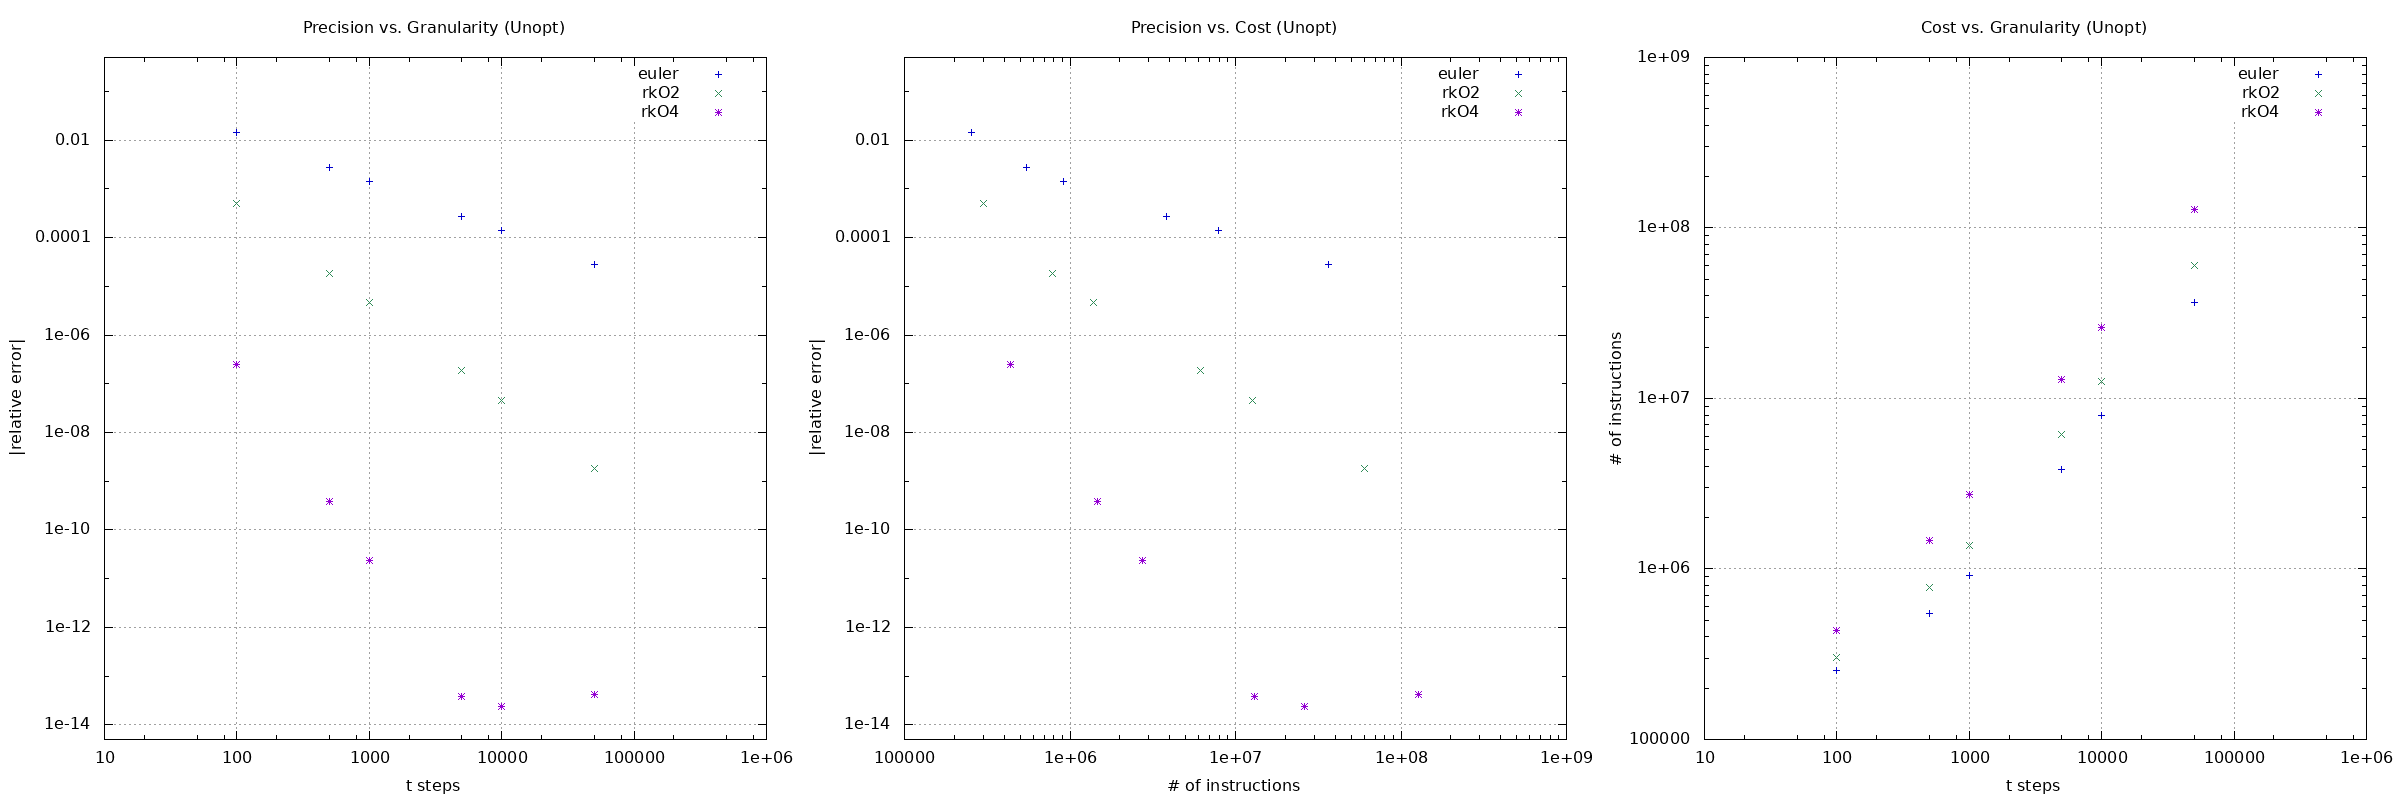 Precision vs. Granularity (Unopt)
euler
rkO2
rkO4
0.01
0.0001
1e-06
1e-08
1e-10
1e-12
1e-14
|relative error|
10 100 1000 10000 100000 1e+06
t steps
Precision vs. Cost (Unopt)
euler
rkO2
rkO4
0.01
0.0001
1e-06
1e-08
1e-10
1e-12
1e-14
|relative error|
100000 1e+06 1e+07 1e+08 1e+09
# of instructions
Cost vs. Granularity (Unopt)
euler
rkO2
rkO4
1e+09
1e+08
1e+07
1e+06
100000
# of instructions
10 100 1000 10000 100000 1e+06
t steps